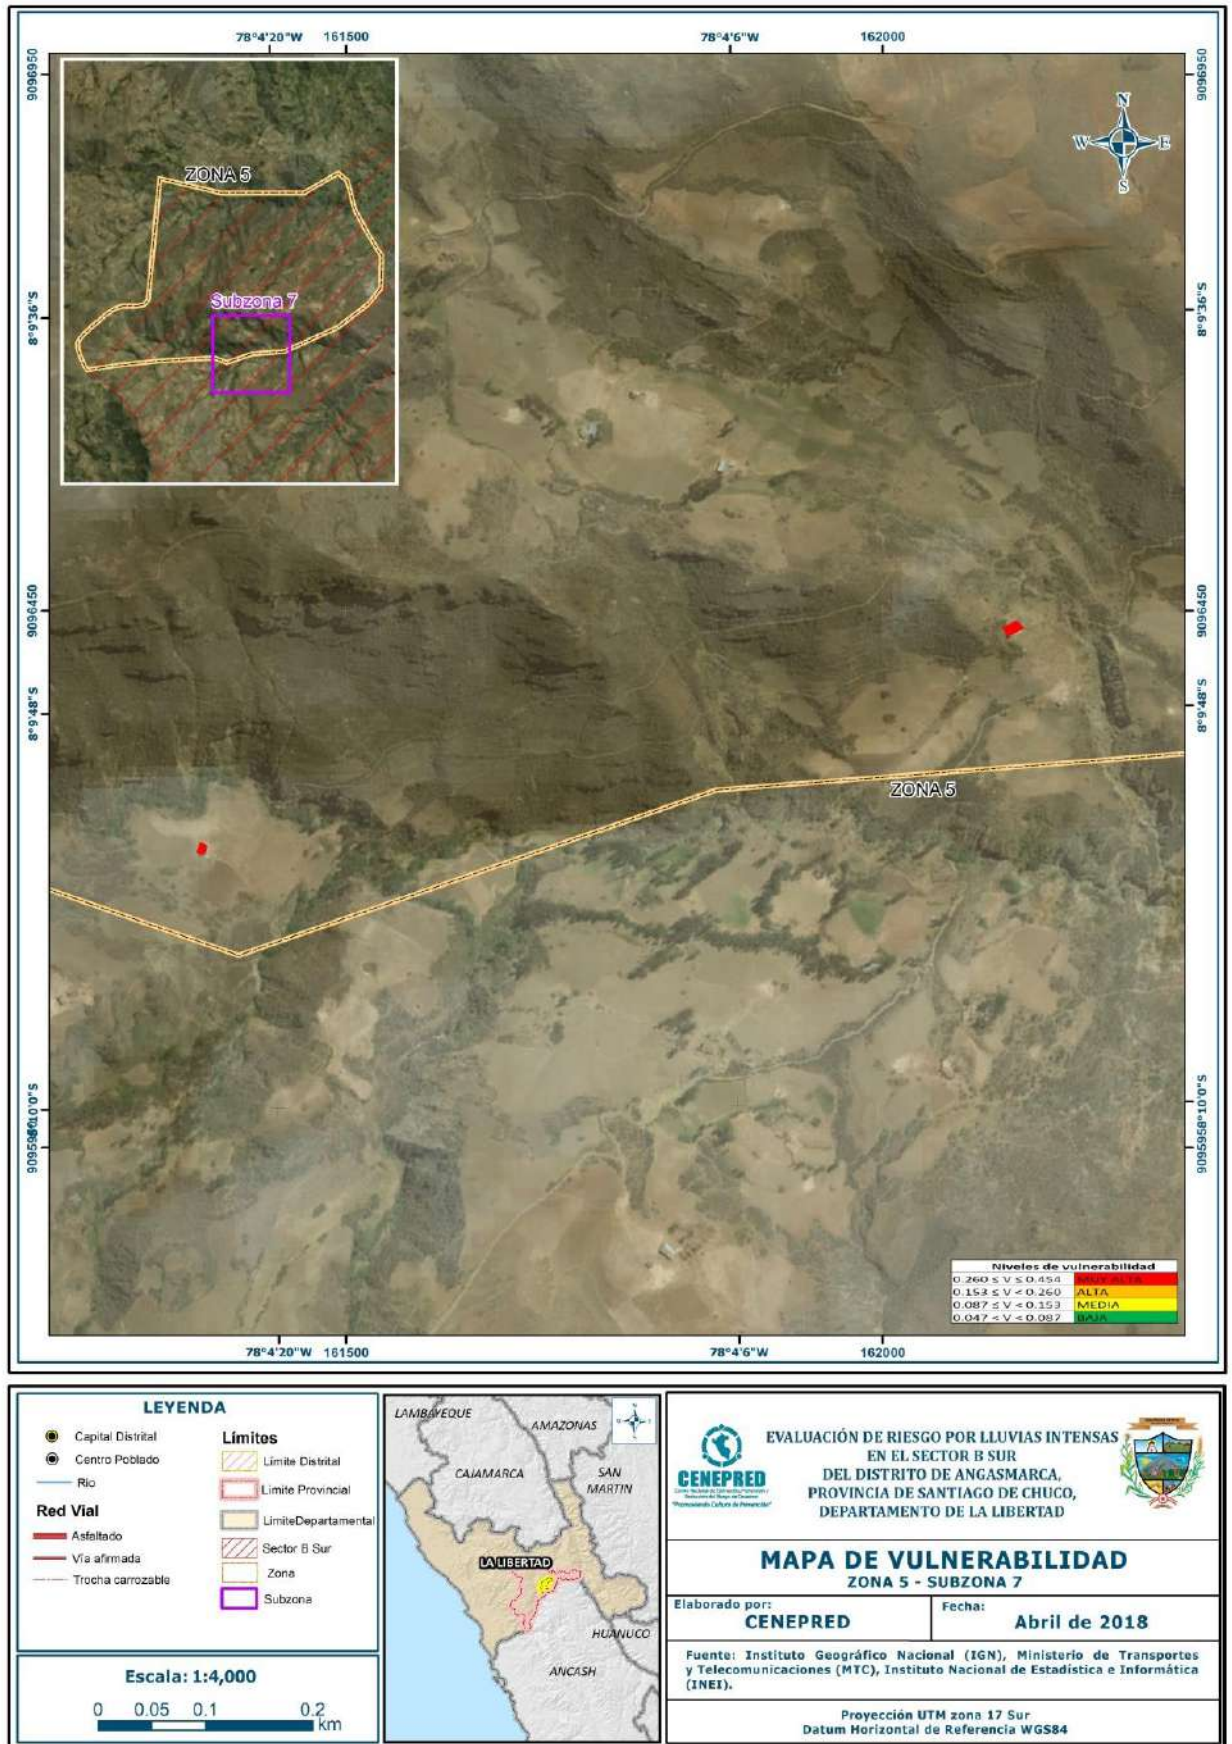 78°4'20"W 161500 78°4'6"W 162000
9096950
9096950
N
W E
S
ZONA 5
Subzona 7
8°9'36"S
8°9'36"S
9096450
9096450
8°9'48"S
8°9'48"S
ZONA 5
8°10'0"S
9095958°10'0"S
Niveles de vulnerabilidad
0.260 ≤ V ≤ 0.454 MUY ALTA
0.153 ≤ V < 0.260 ALTA
0.087 ≤ V < 0.153 MEDIA
0.047 < V < 0.087 BAJA
78°4'20"W 161500 78°4'6"W 162000
LEYENDA
Capital Distrital
Centro Poblado
Rio
Red Vial
Asfaltado
Vía afirmada
Trocha carrozable
Límites
Límite Distrital
Limite Provincial
LimiteDepartamental
Sector B Sur
Zona
Subzona
Escala: 1:4,000
0 0.05 0.1 0.2
km
LAMBAYEQUE
AMAZONAS
CAJAMARCA
SAN
MARTIN
LA LIBERTAD
HUANUCO
ANCASH
CENEPRED
"Promoviendo Cultura de Prevención"
EVALUACIÓN DE RIESGO POR LLUVIAS INTENSAS
EN EL SECTOR B SUR
DEL DISTRITO DE ANGASMARCA,
PROVINCIA DE SANTIAGO DE CHUCO,
DEPARTAMENTO DE LA LIBERTAD
MAPA DE VULNERABILIDAD
ZONA 5 - SUBZONA 7
Elaborado por:
CENEPRED
Fecha:
Abril de 2018
Fuente: Instituto Geográfico Nacional (IGN), Ministerio de Transportes
y Telecomunicaciones (MTC), Instituto Nacional de Estadística e Informática
(INEI).
Proyección UTM zona 17 Sur
Datum Horizontal de Referencia WGS84